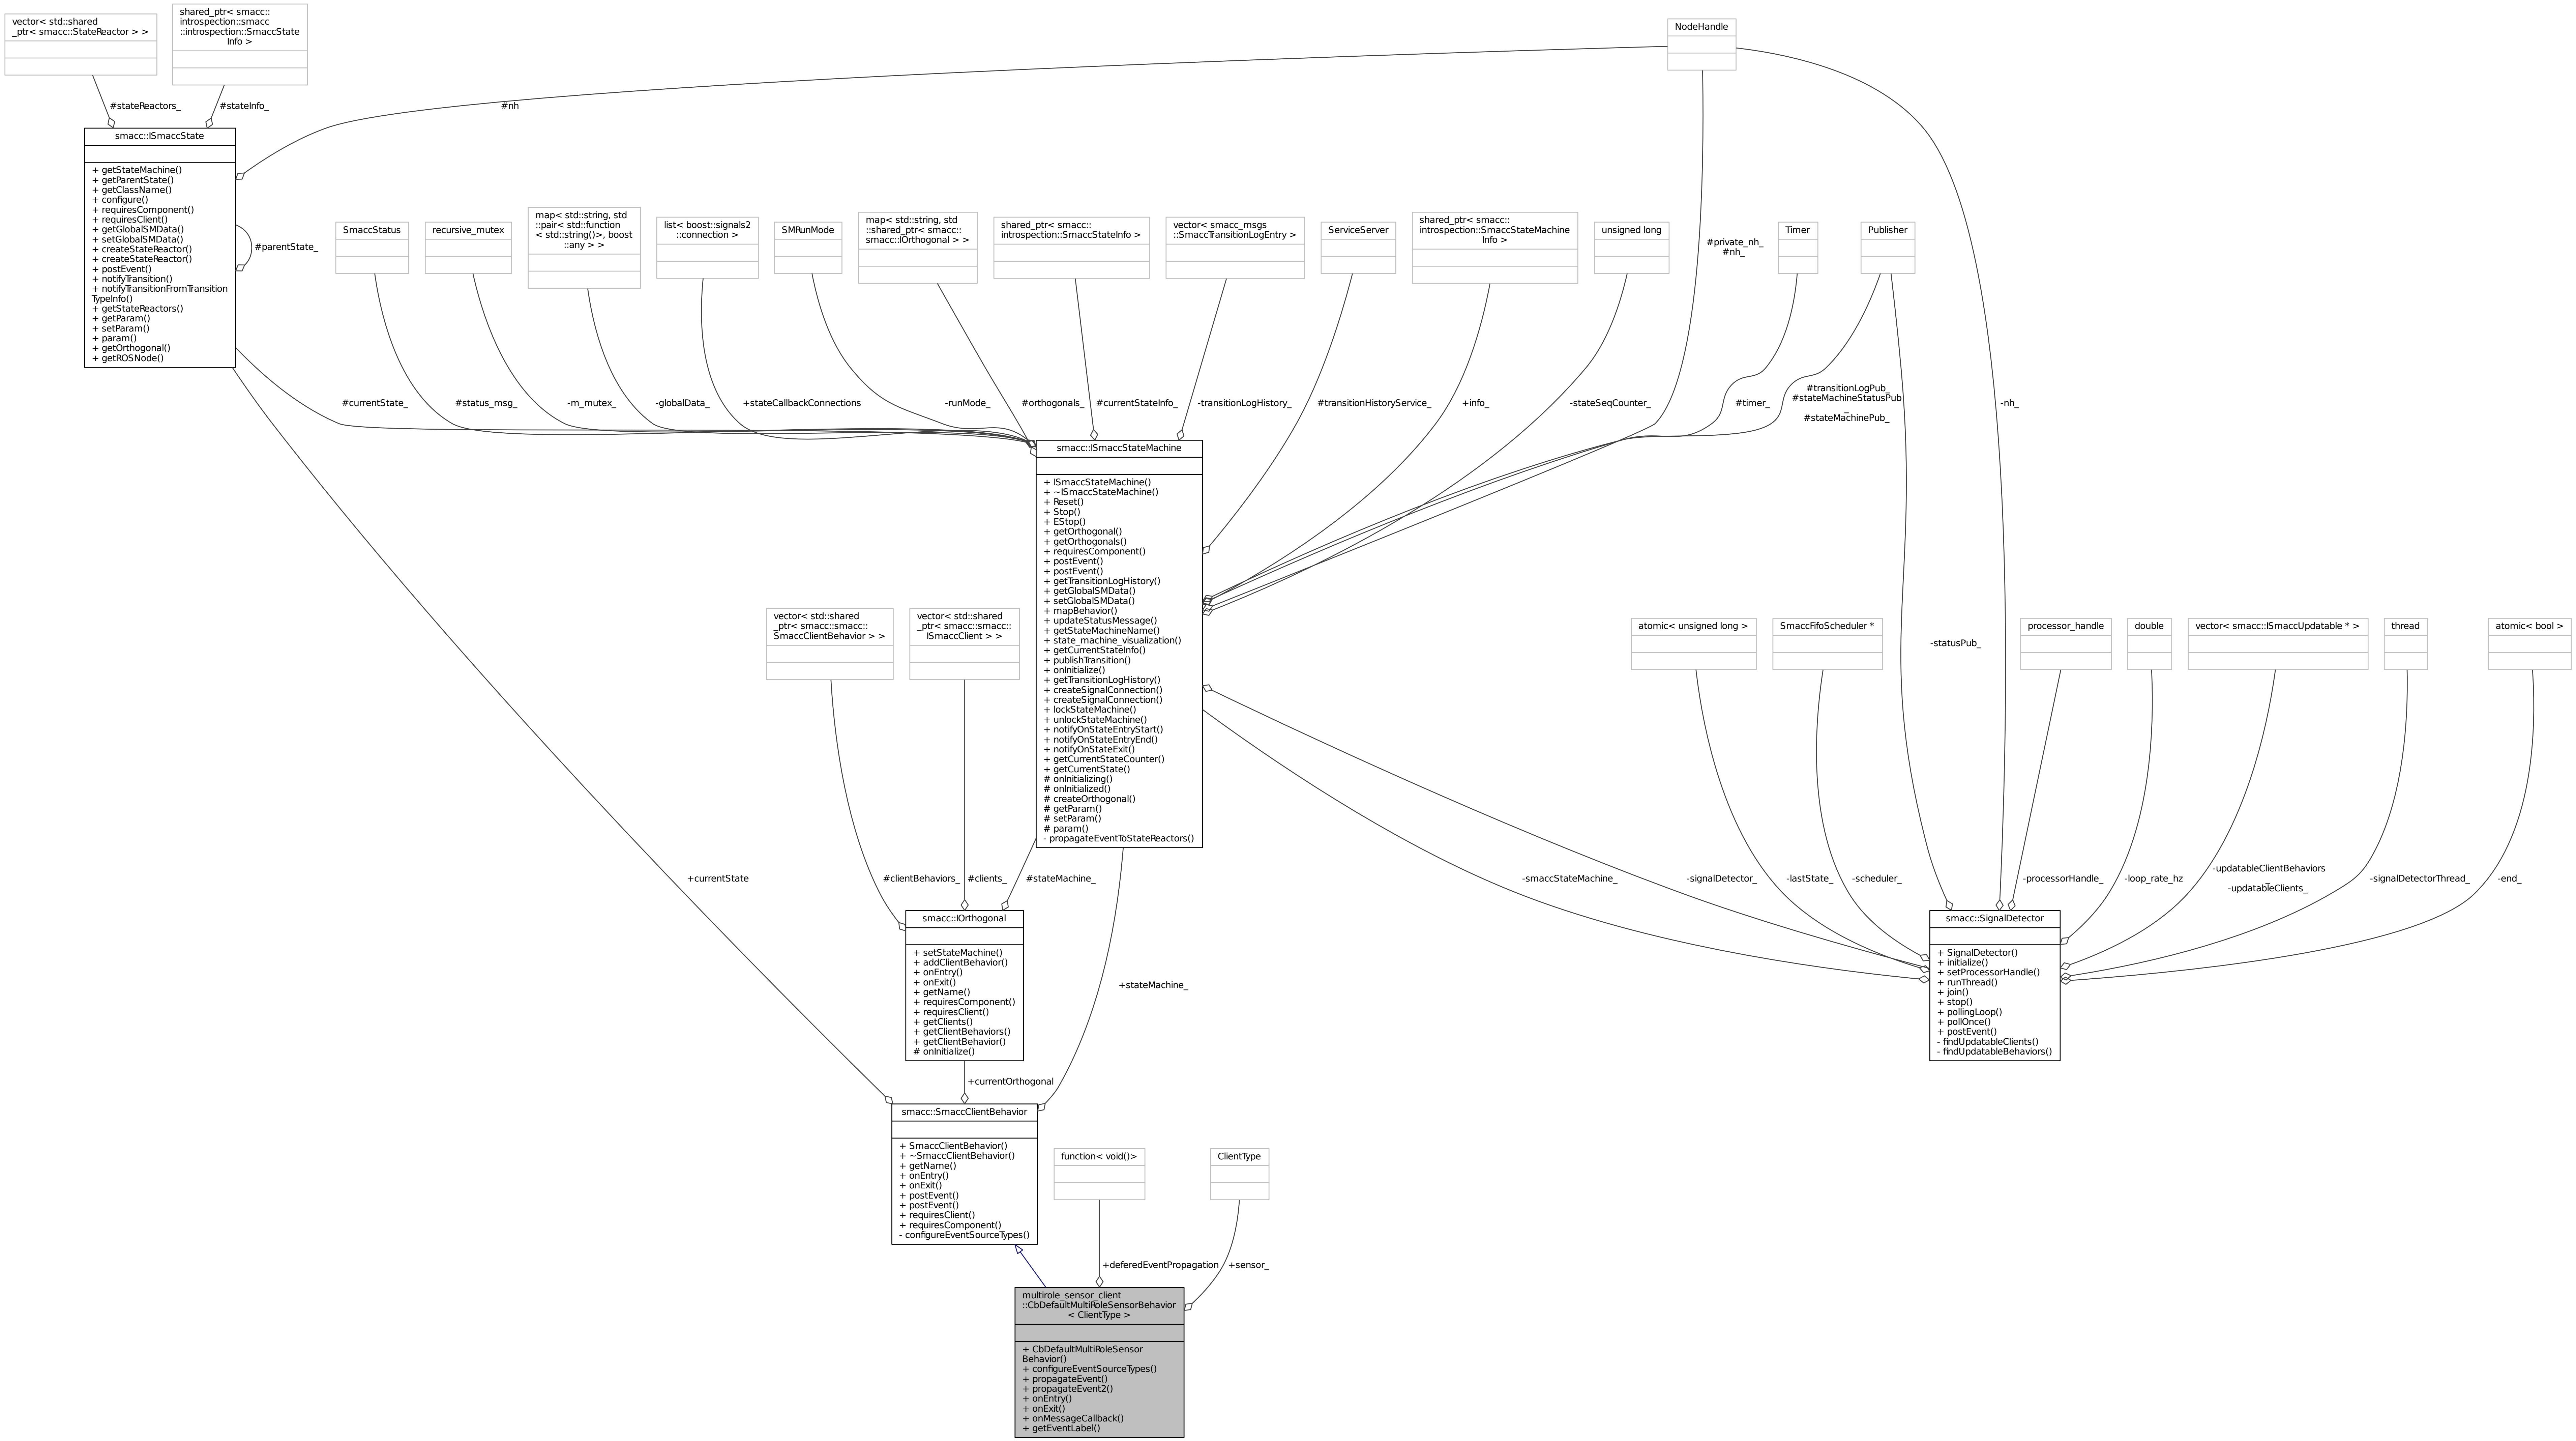 vector< std::shared
_ptr< smacc::StateReactor > >
shared_ptr< smacc::
introspection::smacc
::introspection::SmaccState
Info >
NodeHandle
#stateReactors_
#stateInfo_
#nh
smacc::ISmaccState
+ getStateMachine()
+ getParentState()
+ getClassName()
+ configure()
+ requiresComponent()
+ requiresClient()
+ getGlobalSMData()
+ setGlobalSMData()
+ createStateReactor()
+ createStateReactor()
+ postEvent()
+ notifyTransition()
+ notifyTransitionFromTransition
TypeInfo()
+ getStateReactors()
+ getParam()
+ setParam()
+ param()
+ getOrthogonal()
+ getROSNode()
#parentState_
SmaccStatus
recursive_mutex
map< std::string, std
::pair< std::function
< std::string()>, boost
::any > >
list< boost::signals2
::connection >
SMRunMode
map< std::string, std
::shared_ptr< smacc::
smacc::IOrthogonal > >
shared_ptr< smacc::
introspection::SmaccStateInfo >
vector< smacc_msgs
::SmaccTransitionLogEntry >
ServiceServer
shared_ptr< smacc::
introspection::SmaccStateMachine
Info >
unsigned long
#private_nh_
#nh_
Timer
Publisher
#currentState_
#status_msg_
-m_mutex_
-globalData_
+stateCallbackConnections
-runMode_
#orthogonals_
#currentStateInfo_
-transitionLogHistory_
#transitionHistoryService_
+info_
-stateSeqCounter_
#timer_
#transitionLogPub_
#stateMachineStatusPub
_
#stateMachinePub_
-nh_
smacc::ISmaccStateMachine
+ ISmaccStateMachine()
+ ~ISmaccStateMachine()
+ Reset()
+ Stop()
+ EStop()
+ getOrthogonal()
+ getOrthogonals()
+ requiresComponent()
+ postEvent()
+ postEvent()
+ getTransitionLogHistory()
+ getGlobalSMData()
+ setGlobalSMData()
+ mapBehavior()
+ updateStatusMessage()
+ getStateMachineName()
+ state_machine_visualization()
+ getCurrentStateInfo()
+ publishTransition()
+ onInitialize()
+ getTransitionLogHistory()
+ createSignalConnection()
+ createSignalConnection()
+ lockStateMachine()
+ unlockStateMachine()
+ notifyOnStateEntryStart()
+ notifyOnStateEntryEnd()
+ notifyOnStateExit()
+ getCurrentStateCounter()
+ getCurrentState()
# onInitializing()
# onInitialized()
# createOrthogonal()
# getParam()
# setParam()
# param()
- propagateEventToStateReactors()
vector< std::shared
_ptr< smacc::smacc::
SmaccClientBehavior > >
vector< std::shared
_ptr< smacc::smacc::
ISmaccClient > >
atomic< unsigned long >
SmaccFifoScheduler *
-statusPub_
processor_handle
double
vector< smacc::ISmaccUpdatable * >
thread
atomic< bool >
+currentState
#clientBehaviors_
#clients_
#stateMachine_
-smaccStateMachine_
-signalDetector_
-lastState_
-scheduler_
-processorHandle_
-loop_rate_hz
-updatableClientBehaviors
_
-updatableClients_
-signalDetectorThread_
-end_
smacc::IOrthogonal
+ setStateMachine()
+ addClientBehavior()
+ onEntry()
+ onExit()
+ getName()
+ requiresComponent()
+ requiresClient()
+ getClients()
+ getClientBehaviors()
+ getClientBehavior()
# onInitialize()
+stateMachine_
smacc::SignalDetector
+ SignalDetector()
+ initialize()
+ setProcessorHandle()
+ runThread()
+ join()
+ stop()
+ pollingLoop()
+ pollOnce()
+ postEvent()
- findUpdatableClients()
- findUpdatableBehaviors()
+currentOrthogonal
smacc::SmaccClientBehavior
+ SmaccClientBehavior()
+ ~SmaccClientBehavior()
+ getName()
+ onEntry()
+ onExit()
+ postEvent()
+ postEvent()
+ requiresClient()
+ requiresComponent()
- configureEventSourceTypes()
function< void()>
ClientType
+deferedEventPropagation
+sensor_
multirole_sensor_client
::CbDefaultMultiRoleSensorBehavior
< ClientType >
+ CbDefaultMultiRoleSensor
Behavior()
+ configureEventSourceTypes()
+ propagateEvent()
+ propagateEvent2()
+ onEntry()
+ onExit()
+ onMessageCallback()
+ getEventLabel()